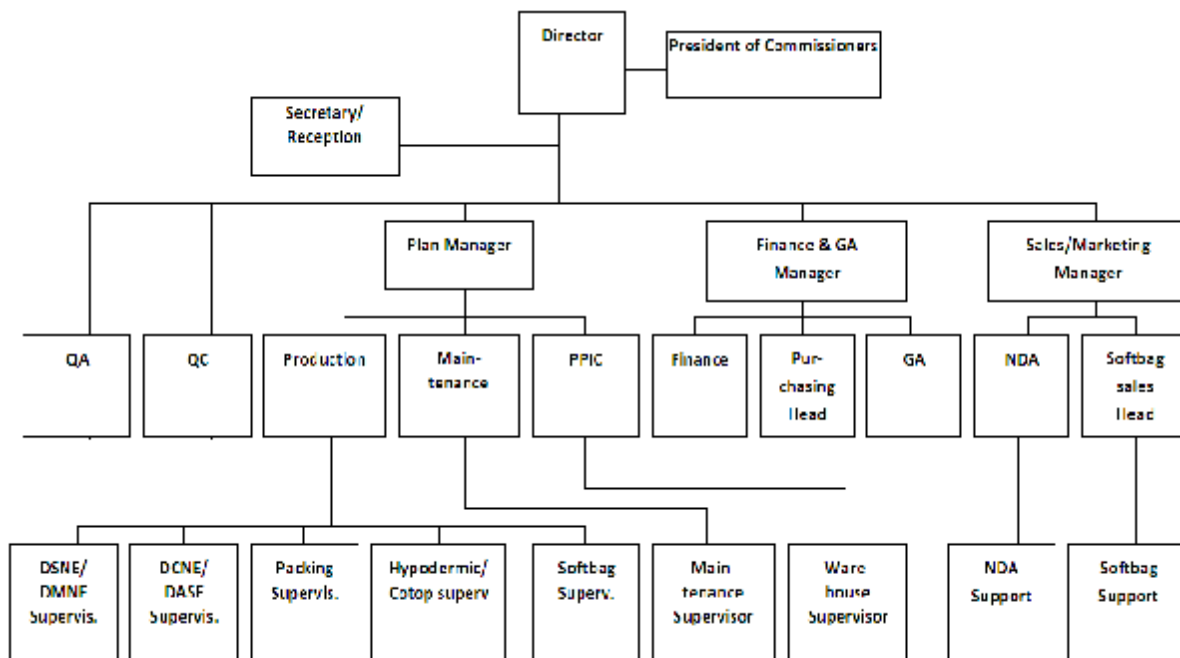 Director
President of Commissioners
Secretary/
Reception
Plan Manager
Finance & GA
Manager
Sales/Marketing
Manager
QA
QC
Production
Main-
tenance
PPIC
Finance
Pur-
chasing
Head
GA
NDA
Softbag
sales
Head
DSNE/
DMNF
Supervis.
DCNE/
DASF
Supervis.
Packing
Supervis.
Hypodermic/
Cotop superv
Softbag
Superv.
Main
tenance
Supervisor
Ware
house
Supervisor
NDA
Support
Softbag
Support